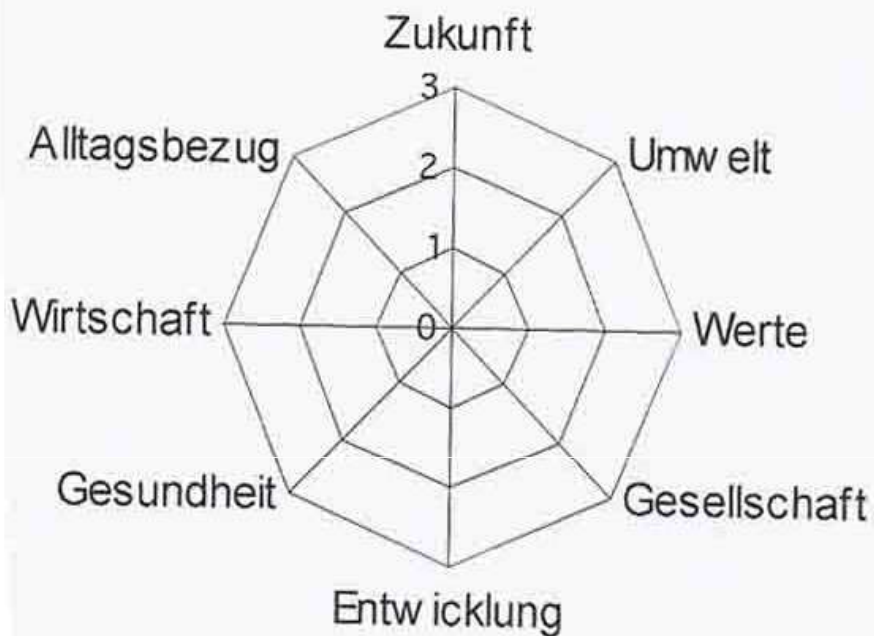 Zukunft
3
Alltagsbezug
Umwelt
2
1
Wirtschaft
0
Werte
Gesundheit
Gesellschaft
Entwicklung